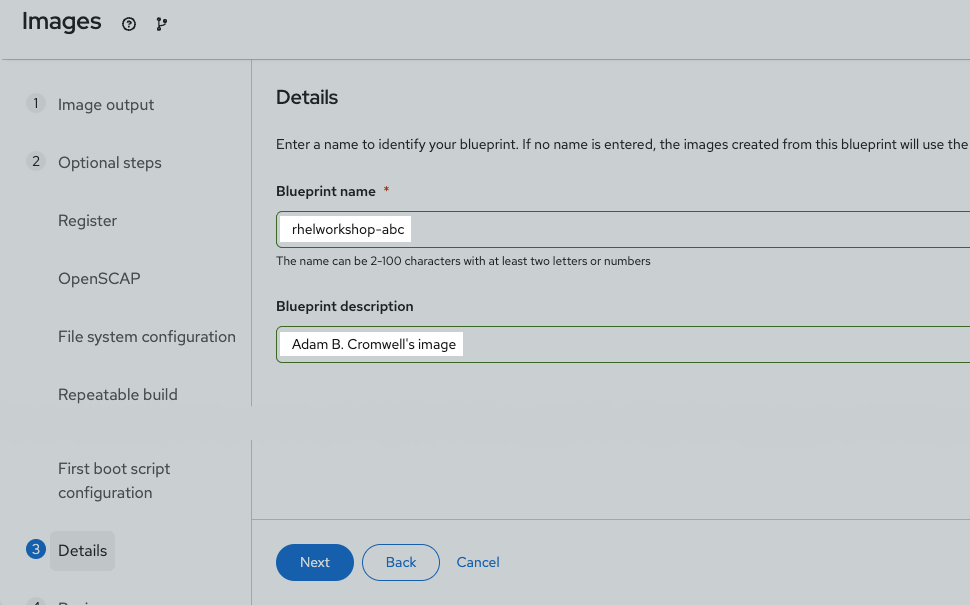 Images
1 Image output
2 Optional steps
Register
OpenSCAP
File system configuration
Repeatable build
First boot script
configuration
3 Details
Details
Enter a name to identify your blueprint. If no name is entered, the images created from this blueprint will use the
Blueprint name *
rhelworkshop-abc
The name can be 2-100 characters with at least two letters or numbers
Blueprint description
Adam B. Cromwell's image
Next Back Cancel